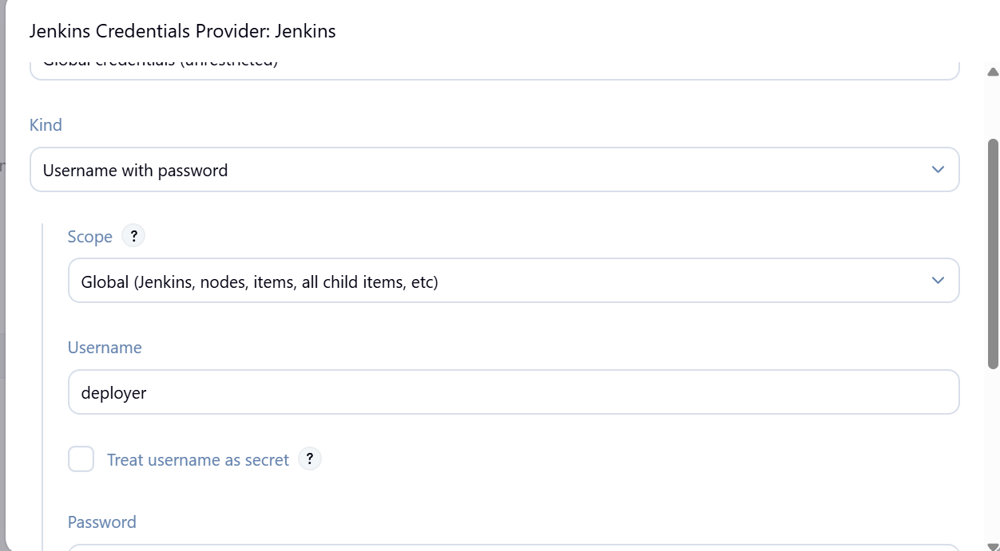 Jenkins Credentials Provider: Jenkins
Global credentials (unrestricted)
Kind
Username with password
Scope ?
Global (Jenkins, nodes, items, all child items, etc)
Username
deployer
Treat username as secret ?
Password